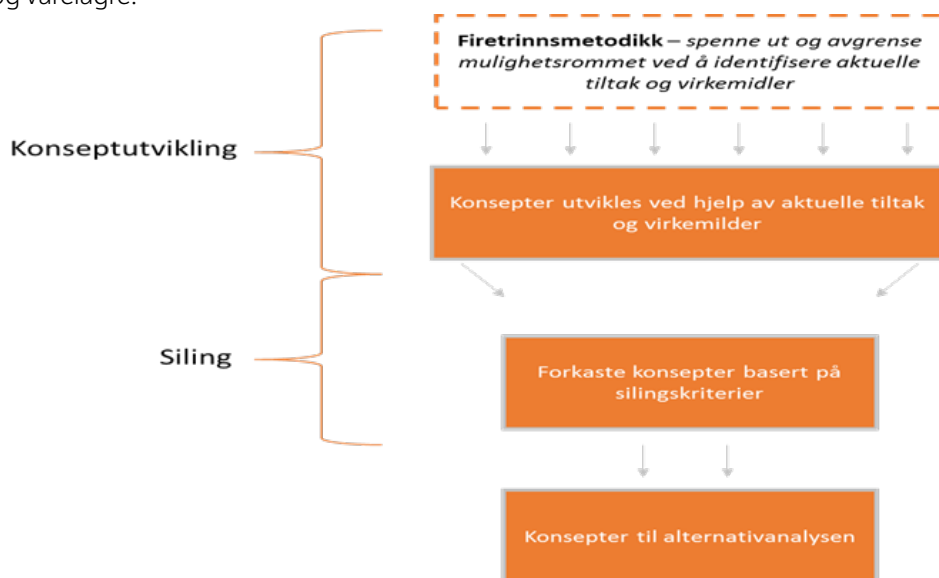 og varelagre.
Firetrinnsmetodikk – spenne ut og avgrense
mulighetsrommet ved å identifisere aktuelle
tiltak og virkemidler
Konseptutvikling
Konsepter utvikles ved hjelp av aktuelle tiltak
og virkemilder
Siling
Forkaste konsepter basert på
silingskriterier
Konsepter til alternativanalysen